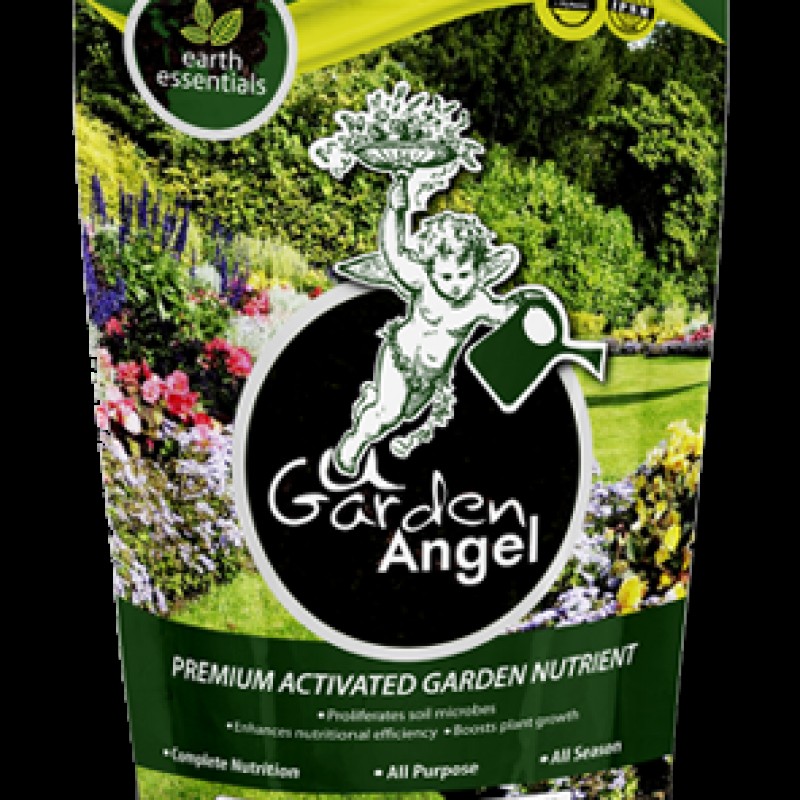 earth
essentials
a
Garden
Angel
PREMIUM ACTIVATED GARDEN NUTRIENT
•Proliferates soil microbes
•Enhances nutritional efficiency •Boosts plant growth
•Complete Nutrition •All Purpose •All Season